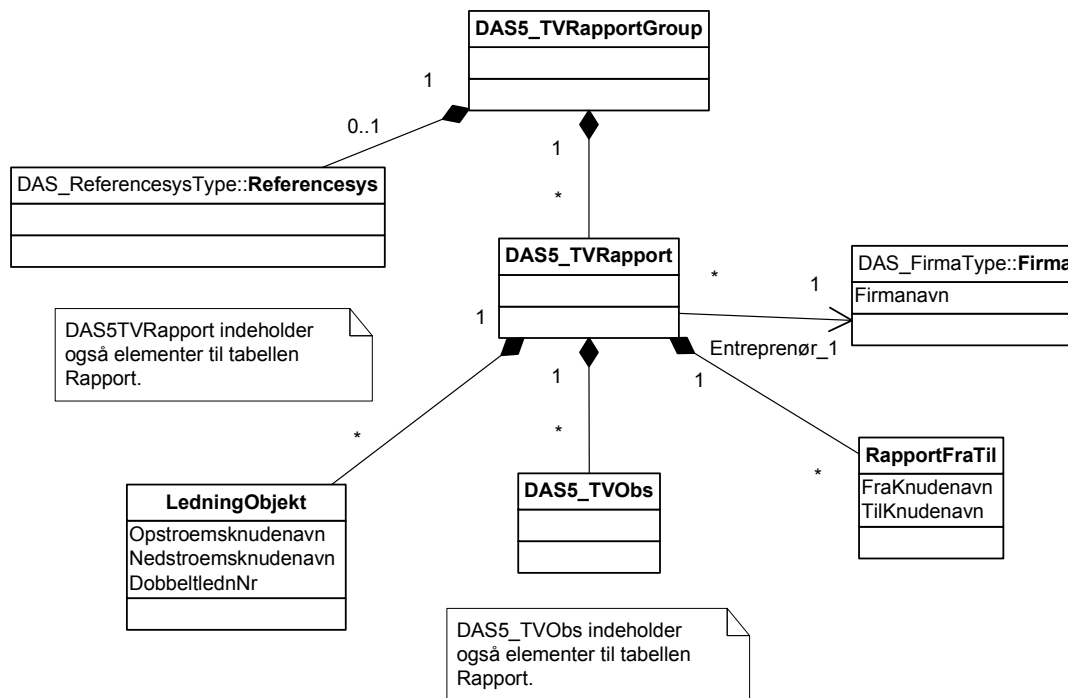 DAS5_TVRapportGroup
1
0..1
1
*
DAS_ReferencesysType::Referencesys
DAS5_TVRapport
*
1
DAS_FirmaType::Firma
Firmanavn
Entreprenør_1
DAS5TVRapport indeholder
også elementer til tabellen
Rapport.
1
*
1
*
1
*
LedningObjekt
Opstroemsknudenavn
Nedstroemsknudenavn
DobbeltlednNr
DAS5_TVObs
RapportFraTil
FraKnudenavn
TilKnudenavn
DAS5_TVObs indeholder
også elementer til tabellen
Rapport.